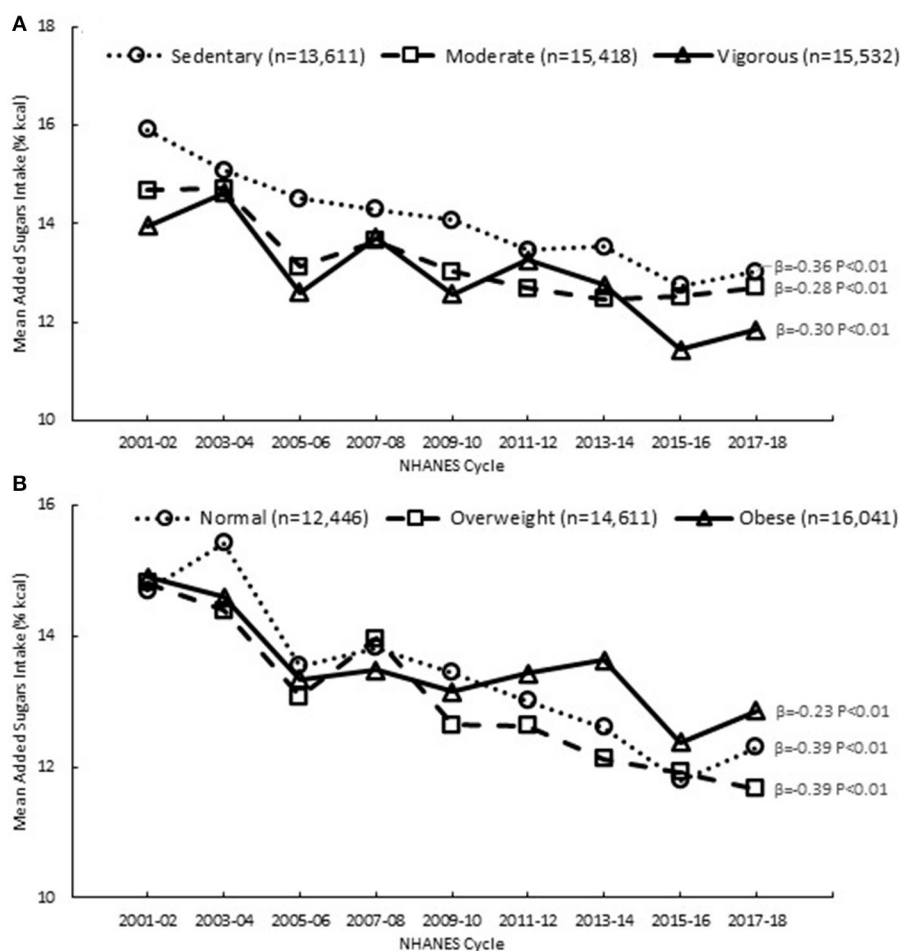 A
18
Sedentary (n=13,611) Moderate (n=15,418) Vigorous (n=15,532)
16
14
12
10
Mean Added Sugars Intake (% kcal)
β=-0.36 P<0.01
β=-0.28 P<0.01
β=-0.30 P<0.01
2001-02 2003-04 2005-06 2007-8 2009-10 2011-12 2013-14 2015-16 2017-18
NHANES Cycle
B
16
Normal (n=12,446) Overweight (n=14,611) Obese (n=16,041)
14
12
10
Mean Added Sugars Intake (% kcal)
β=-0.23 P<0.01
β=-0.39 P<0.01
β=-0.39 P<0.01
2001-02 2003-04 2005-06 2007-08 2009-10 2011-12 2013-14 2015-16 2017-18
NHANES Cycle